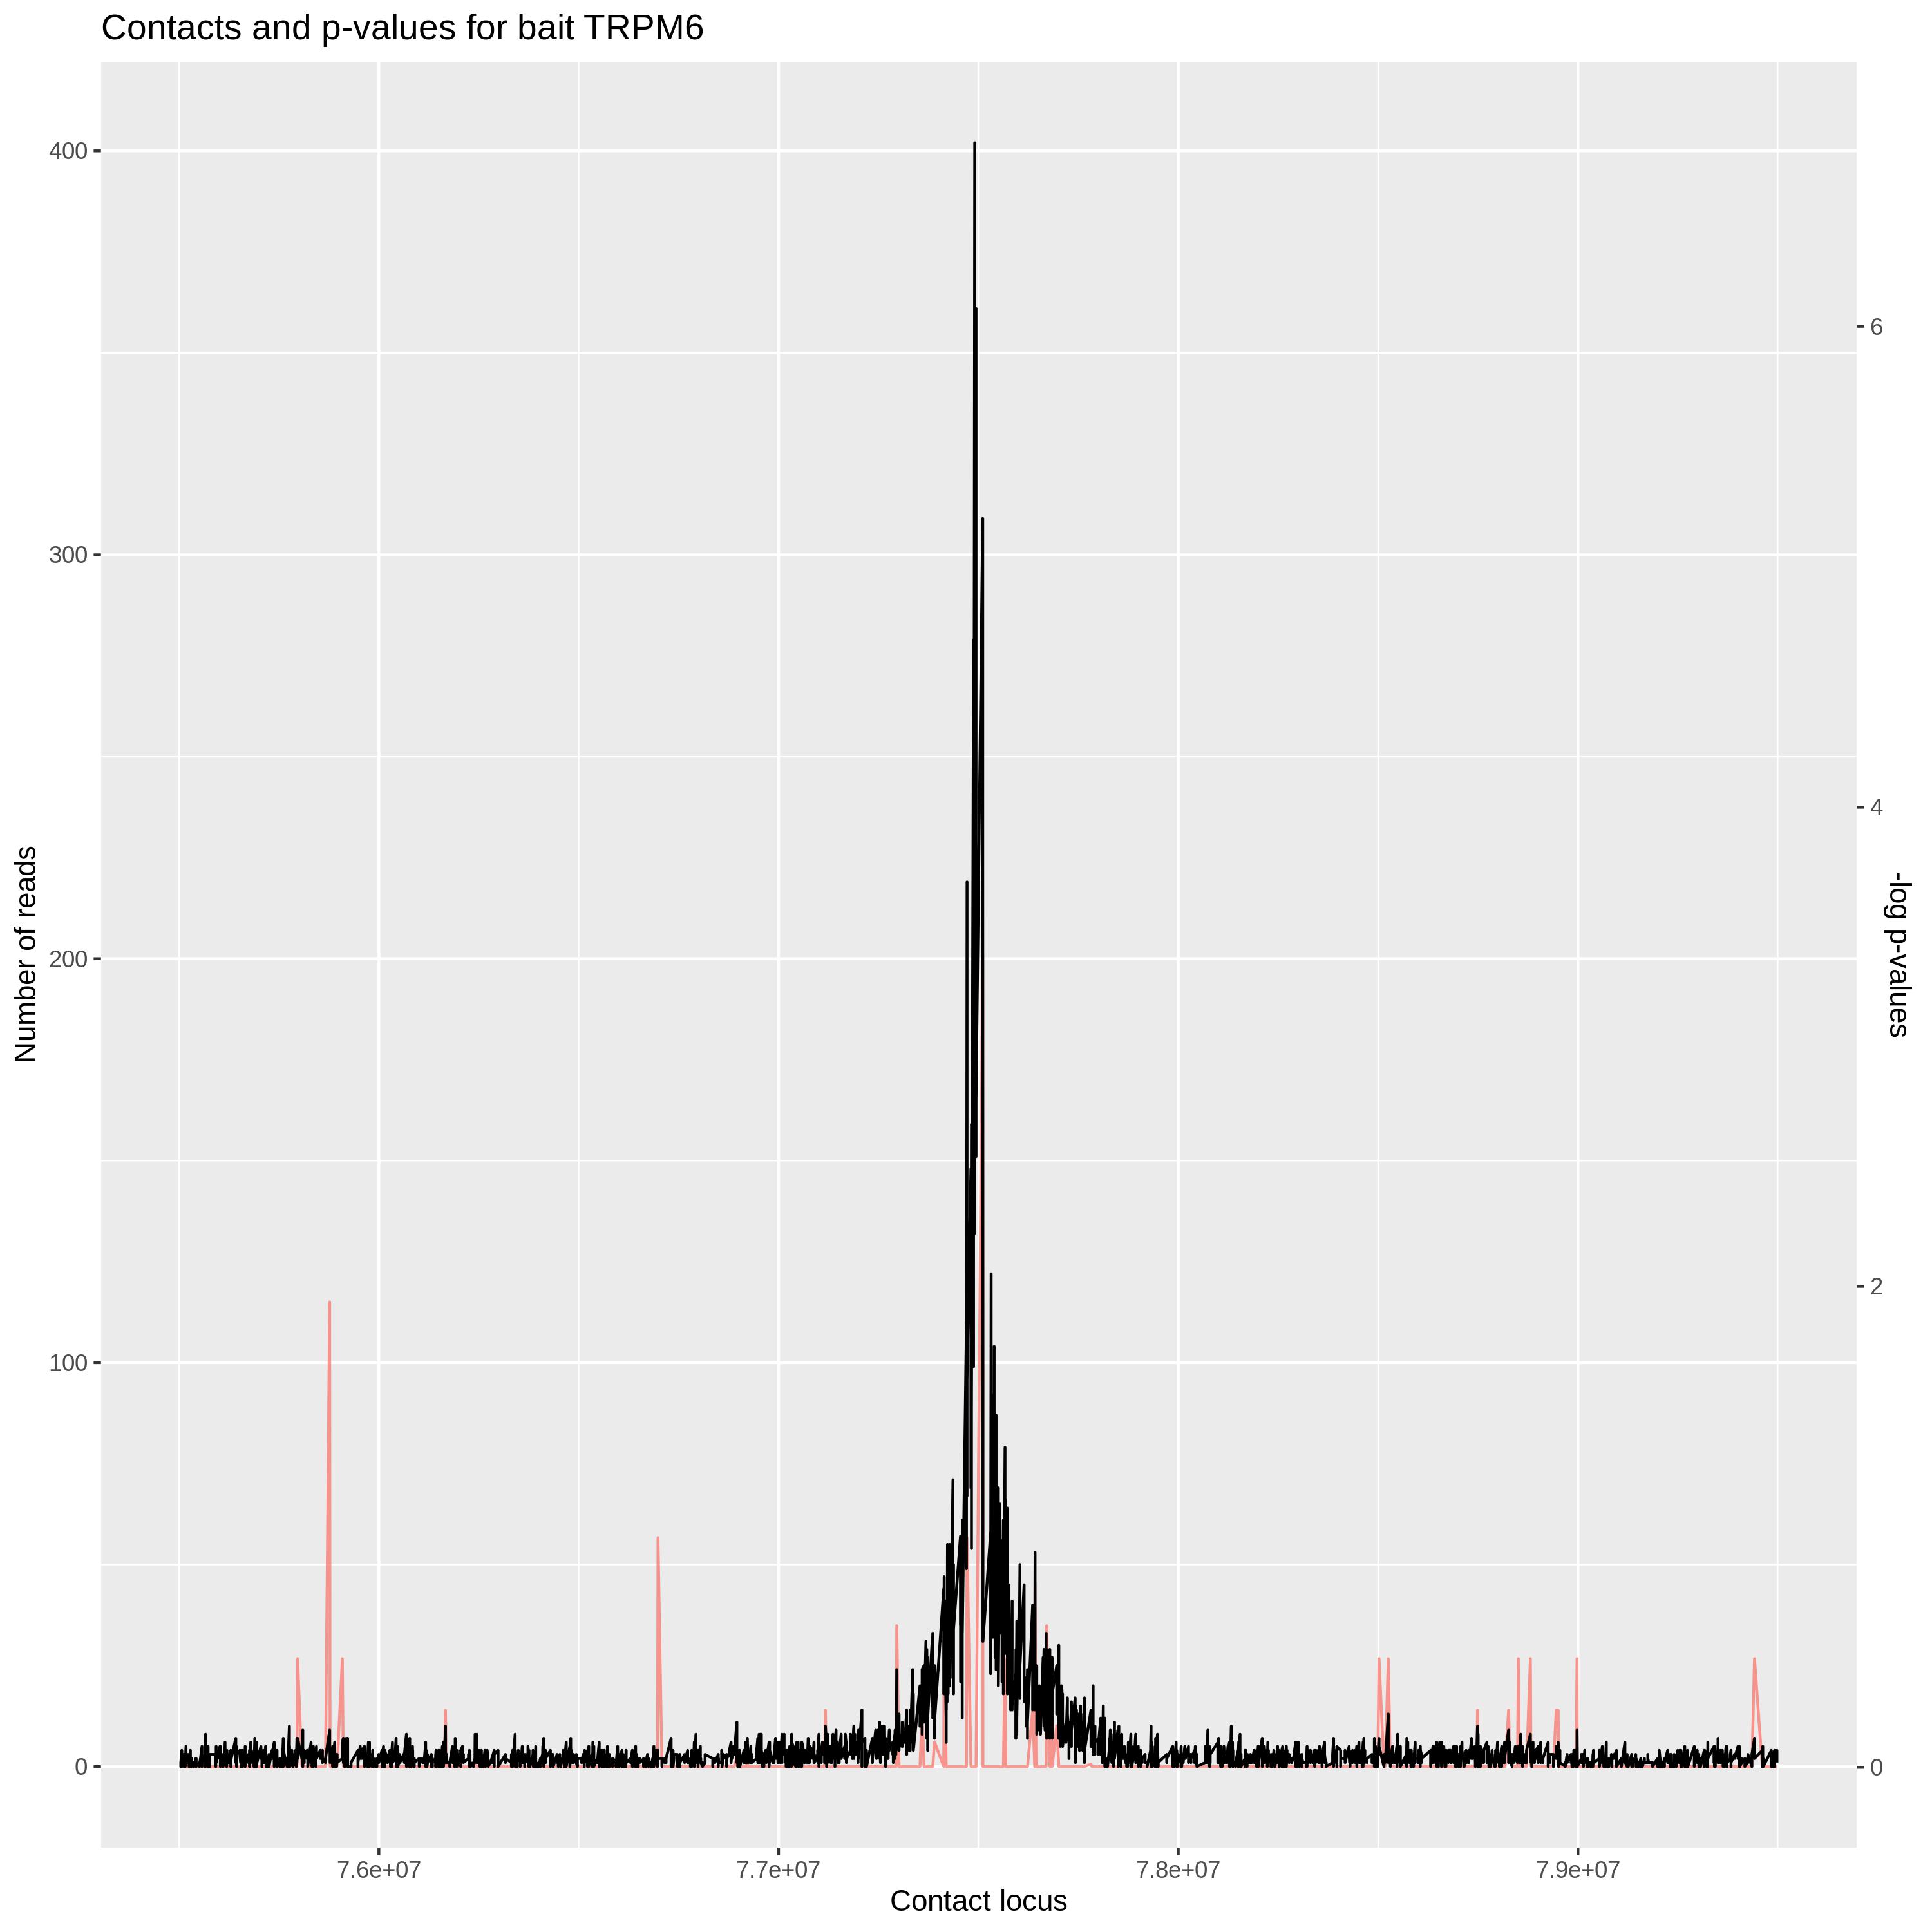 Contacts and p-values for bait TRPM6
400
300
200
100
0
Number of reads
6
4
2
0
-log p-values
7.6e+07
7.7e+07
7.8e+07
7.9e+07
Contact locus